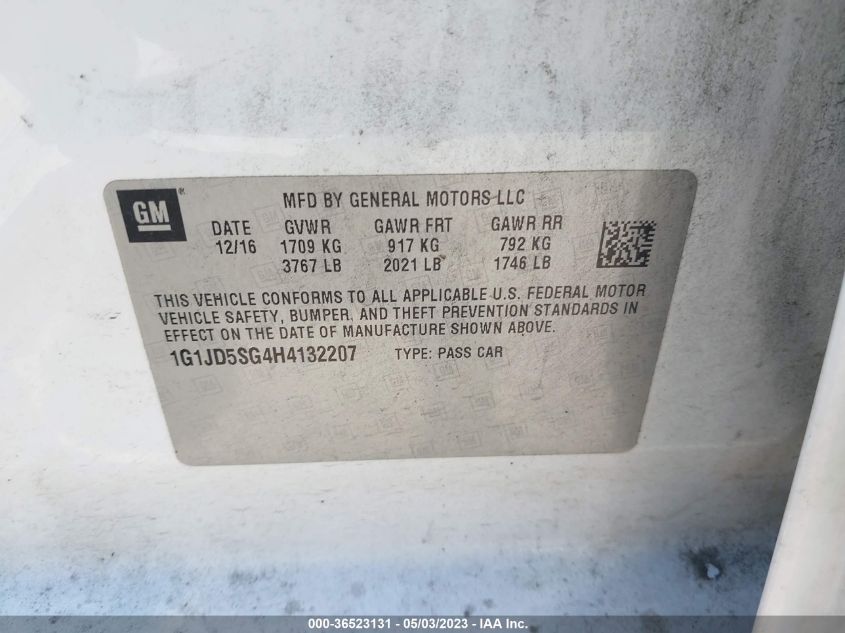 GM®
MFD BY GENERAL MOTORS LLC
DATE GVWR GAWR FRT GAWR RR
12/16 1709 KG 917 KG 792 KG
3767 LB 2021 LB 1746 LB
THIS VEHICLE CONFORMS TO ALL APPLICABLE U.S. FEDERAL MOTOR
VEHICLE SAFETY, BUMPER, AND THEFT PREVENTION STANDARDS IN
EFFECT ON THE DATE OF MANUFACTURE SHOWN ABOVE.
1G1JD5SG4H4132207 TYPE: PASS CAR
000-36523131 - 05/03/2023 - IAAI.com